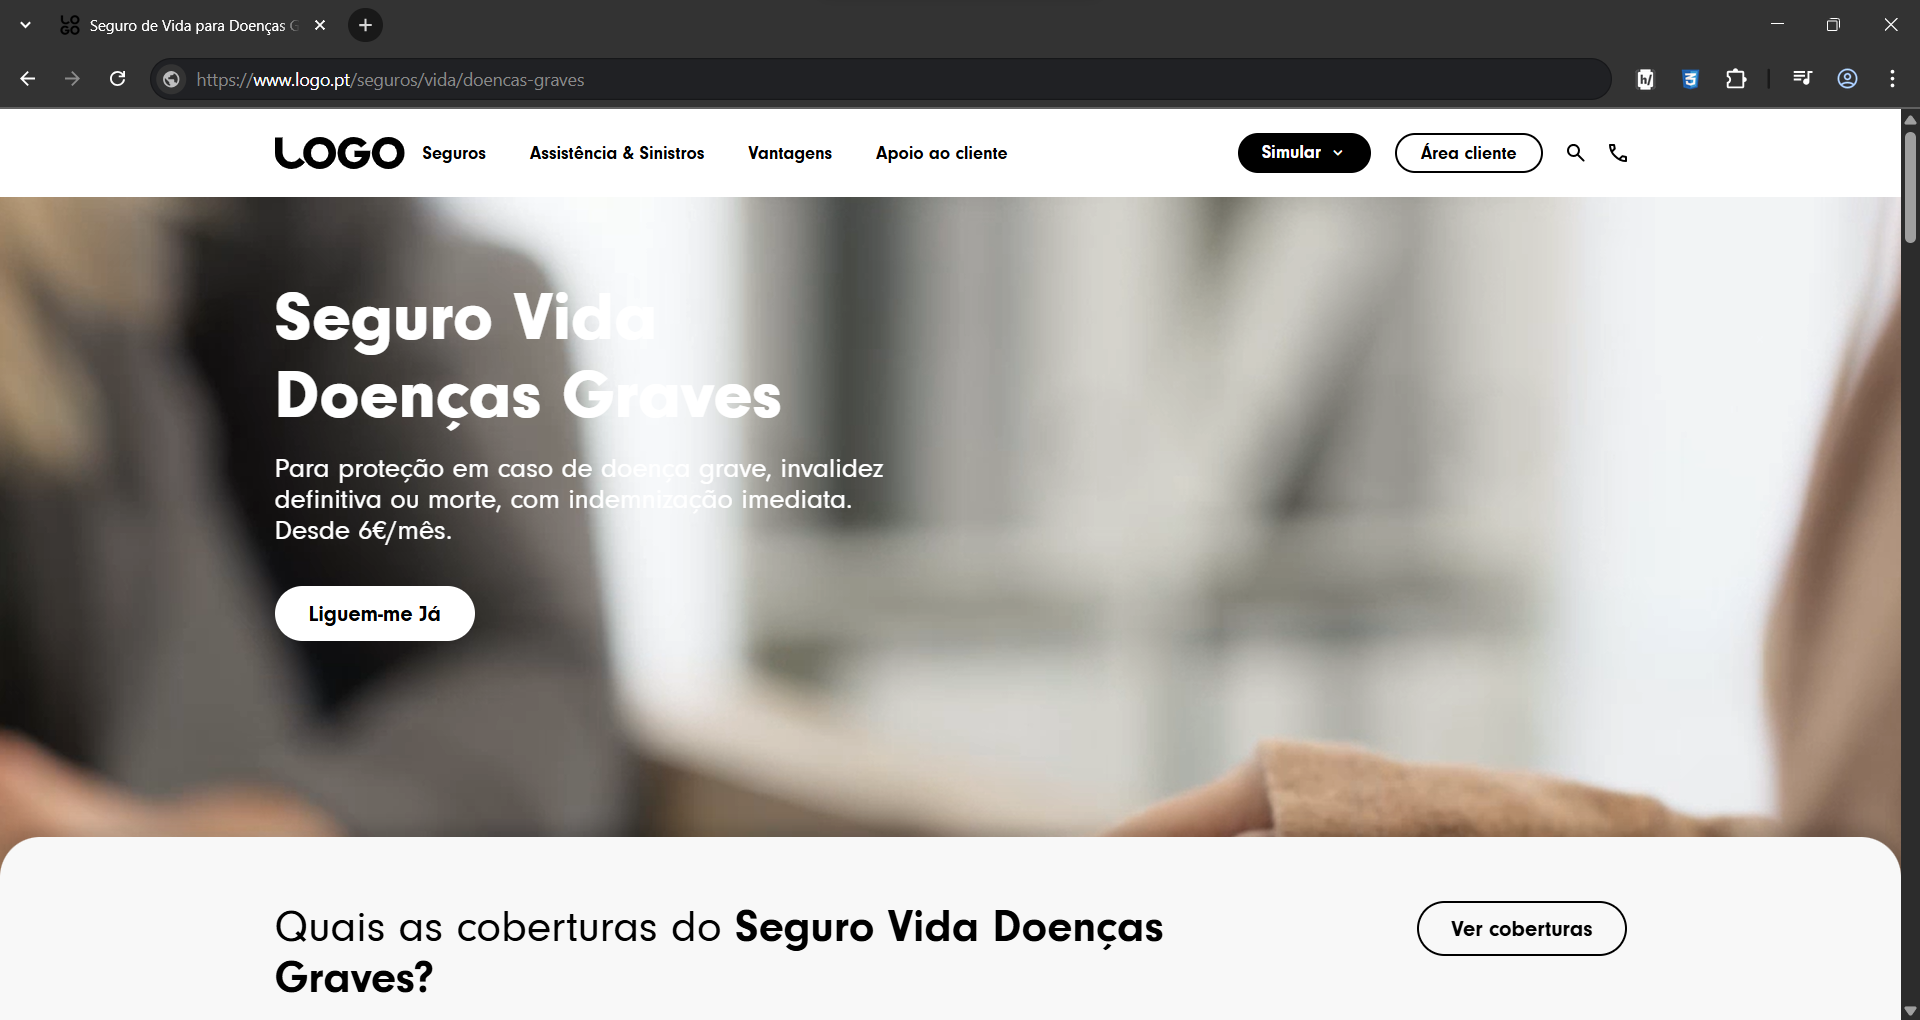 Seguro de Vida para Doenças G
https://www.logo.pt/seguros/vida/doencas-graves
LOGO
Seguros
Assistência & Sinistros
Vantagens
Apoio ao cliente
Simular
Área cliente
Seguro Vida
Doenças Graves
Para proteção em caso de doença grave, invalidez
definitiva ou morte, com indemnização imediata.
Desde 6€/mês.
Liguem-me Já
Quais as coberturas do Seguro Vida Doenças
Graves?
Ver coberturas